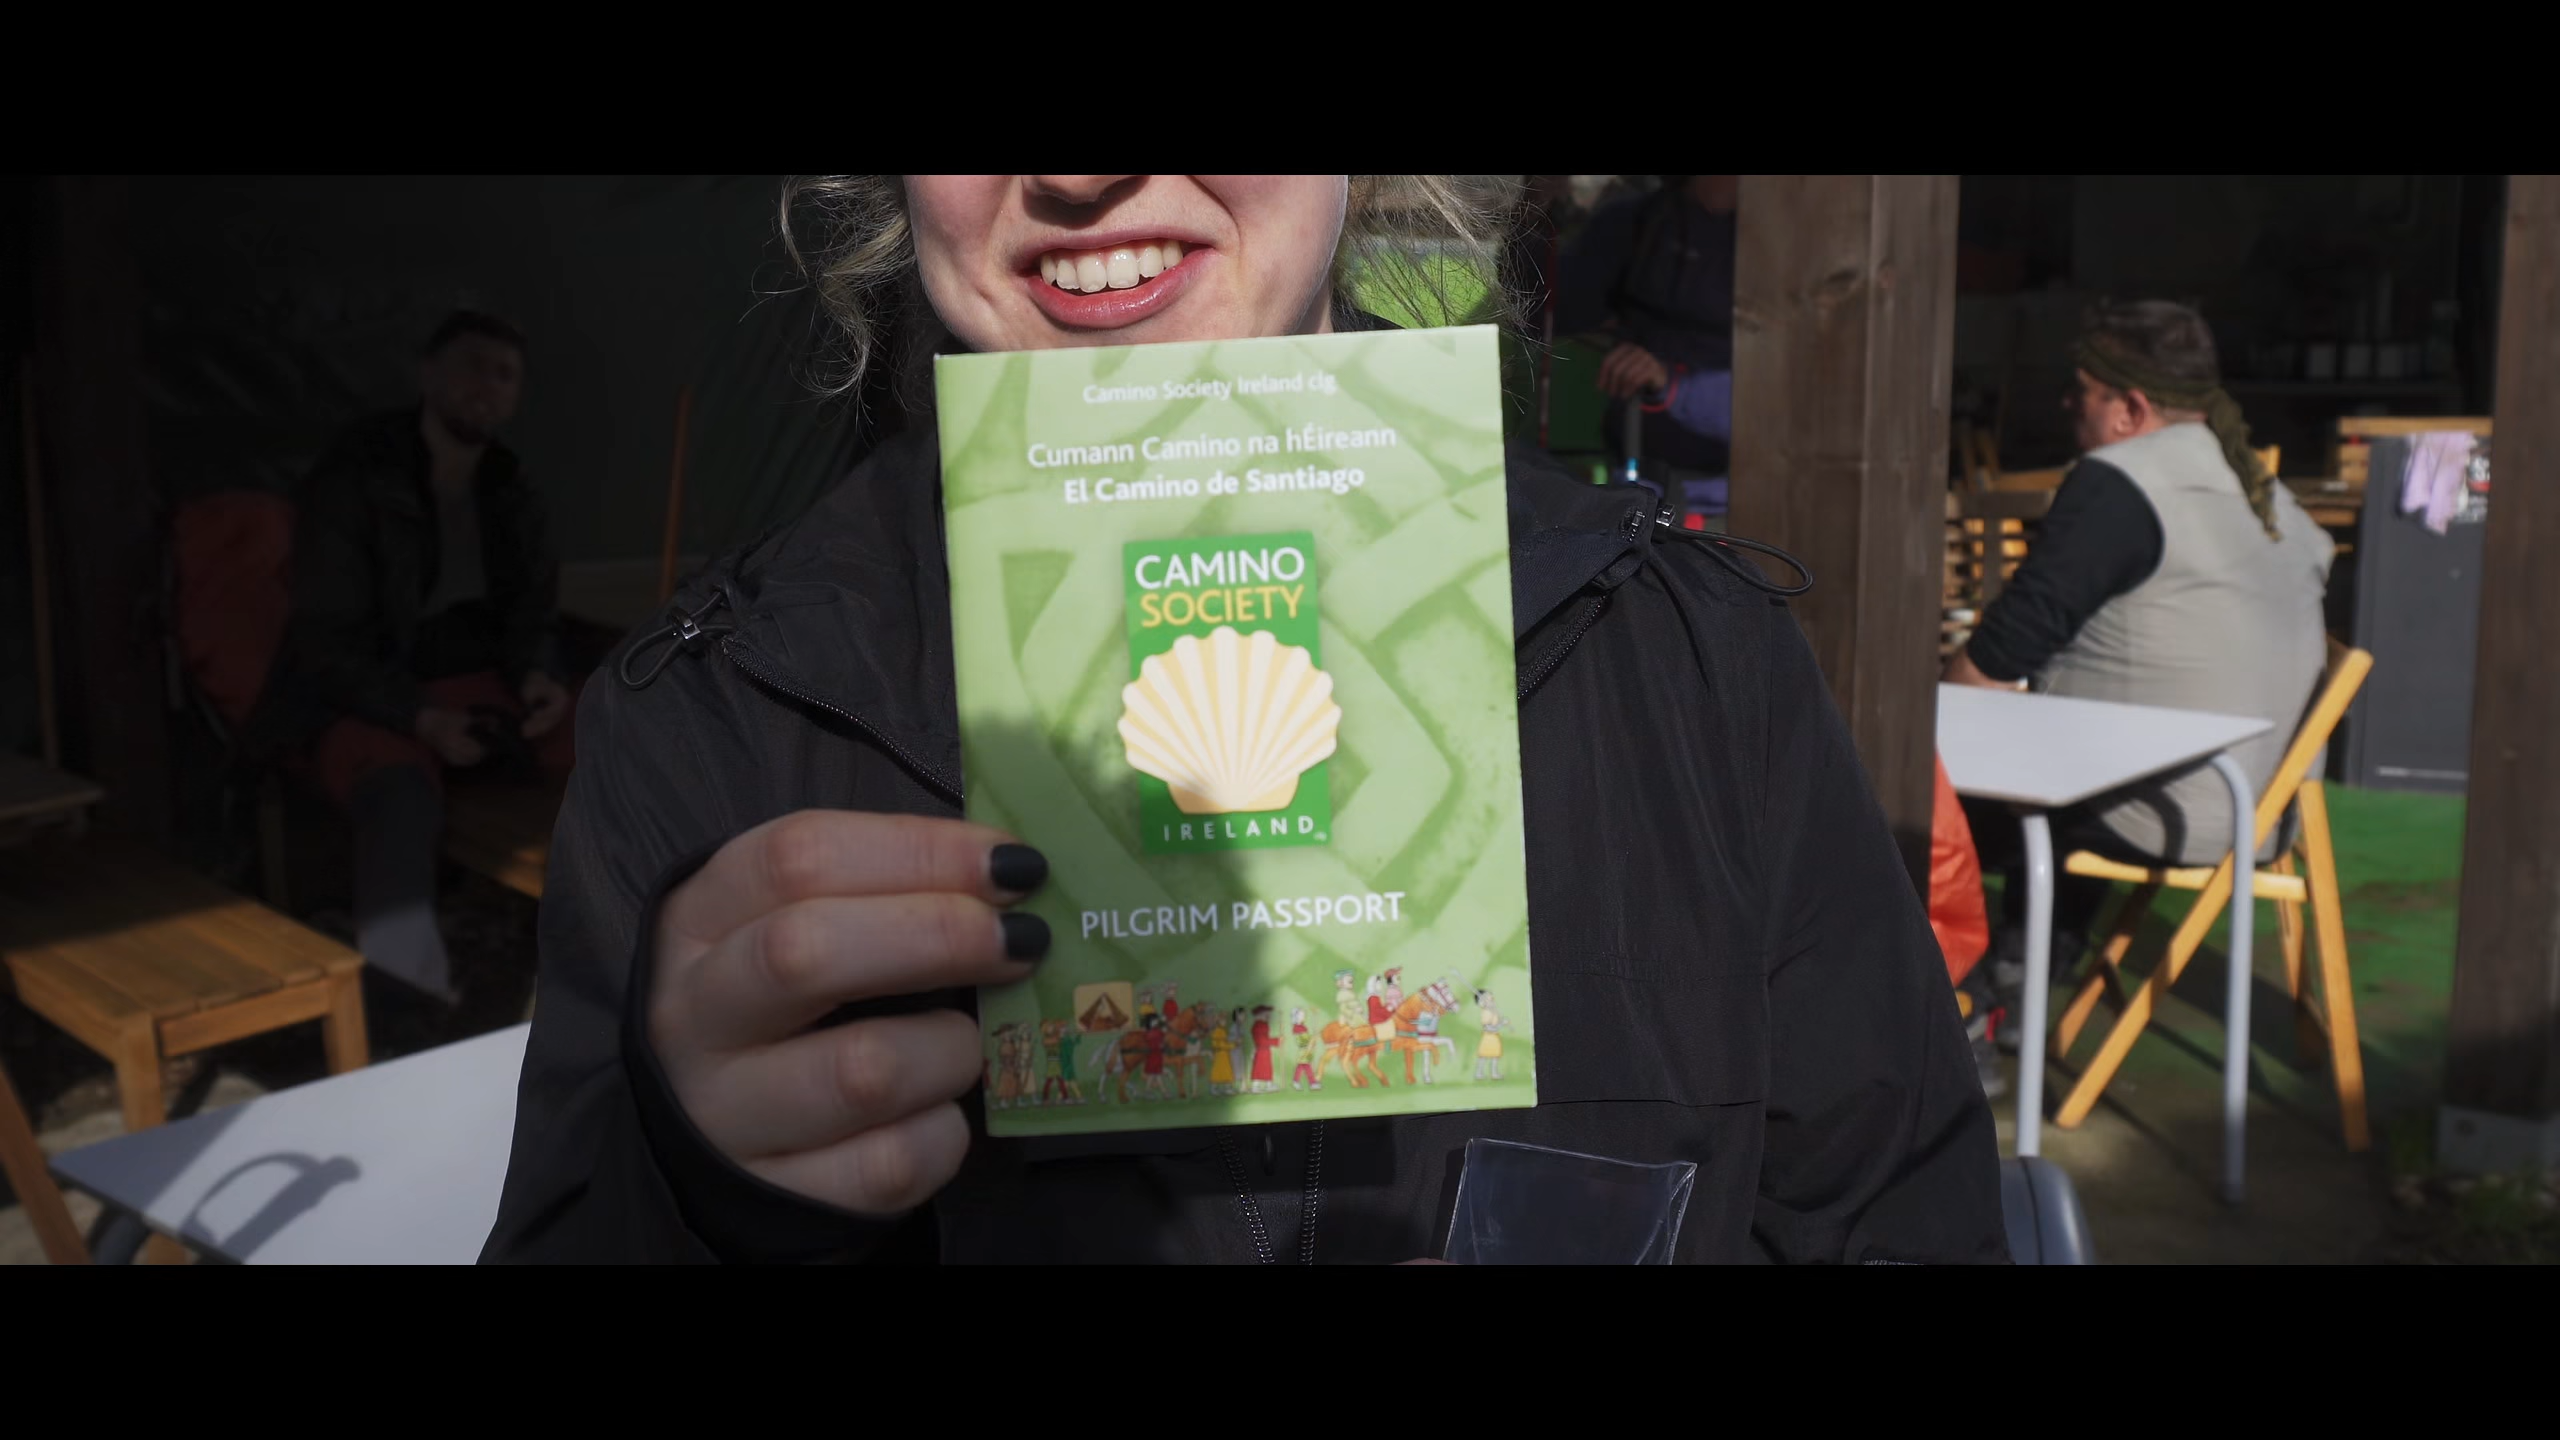 Camino Society Ireland clg
Cumann Camino na hÉireann
El Camino de Santiago
CAMINO
SOCIETY
IRELAND
PILGRIM PASSPORT